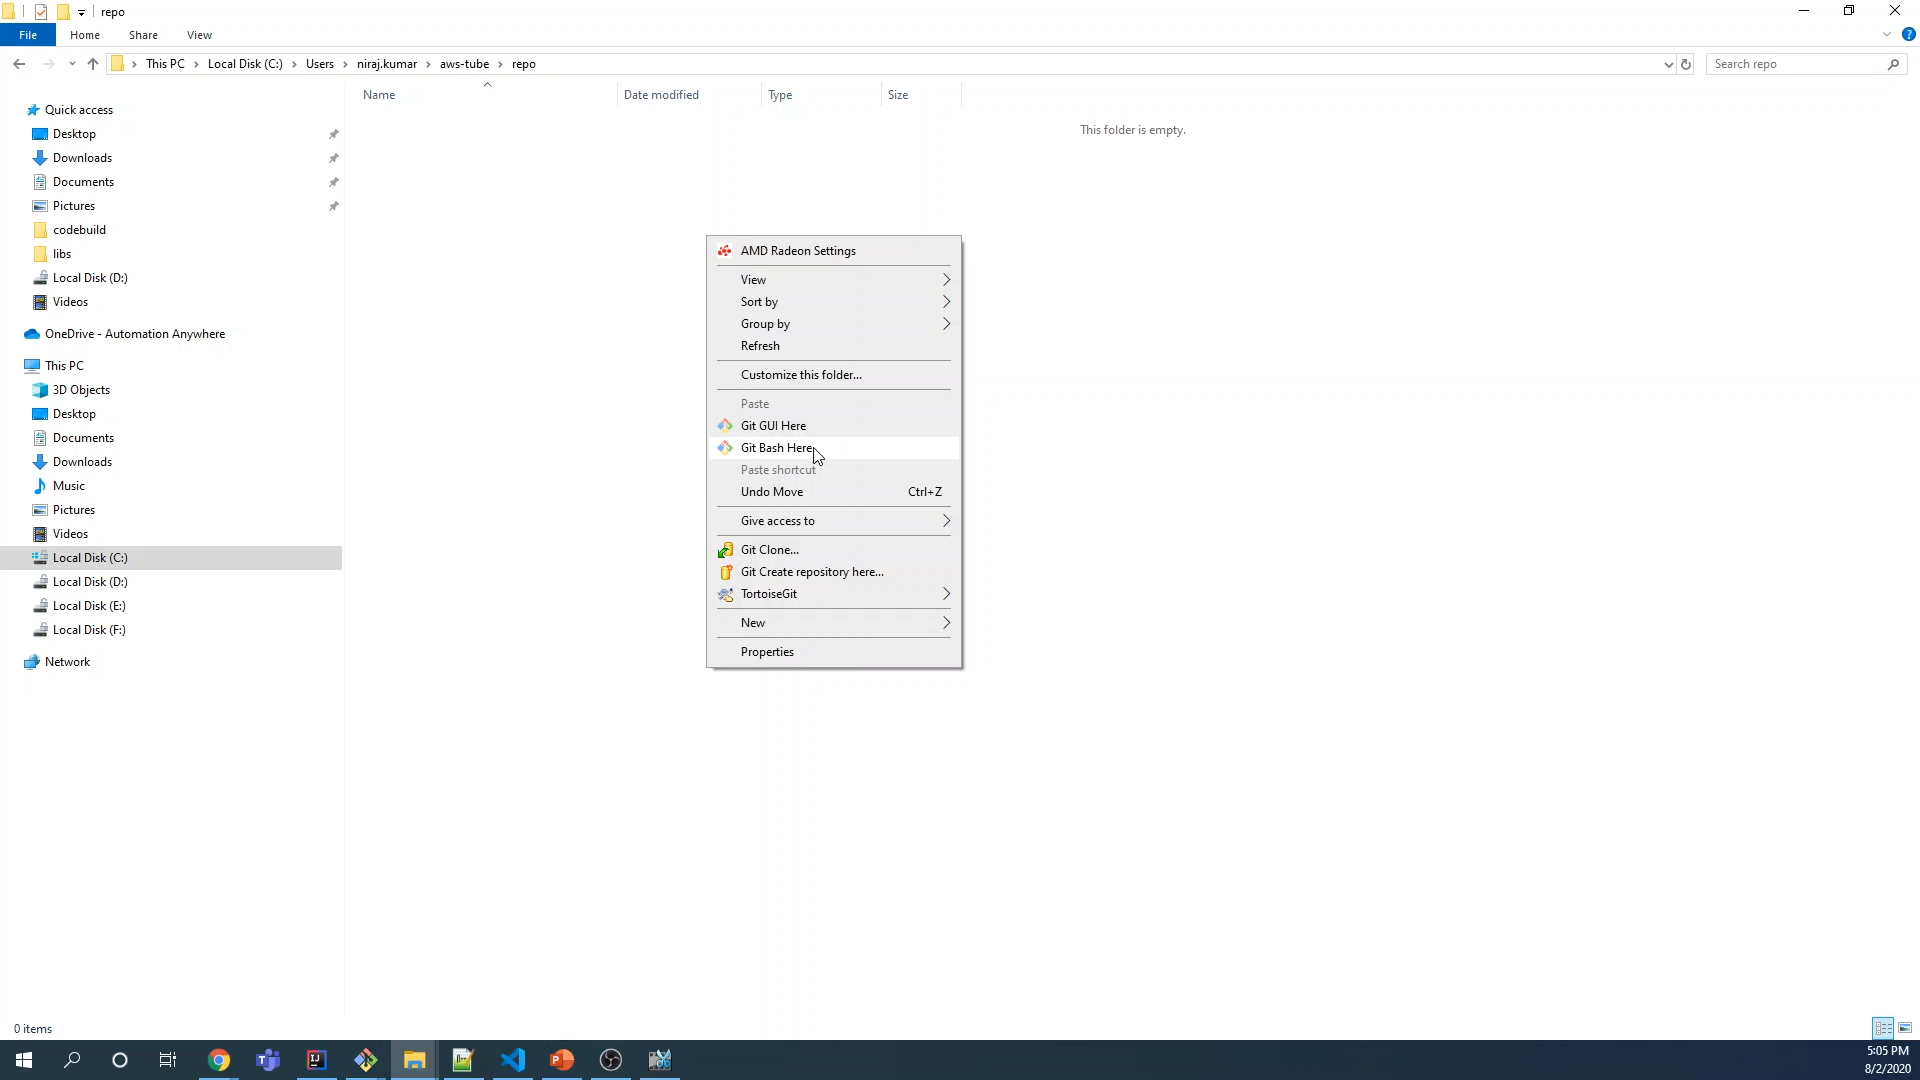 repo
File
Home
Share
View
This PC
Local Disk (C:)
Users
niraj.kumar
aws-tube
repo
Search repo
Name
Date modified
Type
Size
This folder is empty.
Quick access
Desktop
Downloads
Documents
Pictures
codebuild
libs
Local Disk (D:)
Videos
OneDrive - Automation Anywhere
This PC
3D Objects
Desktop
Documents
Downloads
Music
Pictures
Videos
Local Disk (C:)
Local Disk (D:)
Local Disk (E:)
Local Disk (F:)
Network
AMD Radeon Settings
View
Sort by
Group by
Refresh
Customize this folder...
Paste
Git GUI Here
Git Bash Here
Paste shortcut
Undo Move Ctrl+Z
Give access to
Git Clone...
Git Create repository here...
TortoiseGit
New
Properties
0 items
5:05 PM
8/2/2020